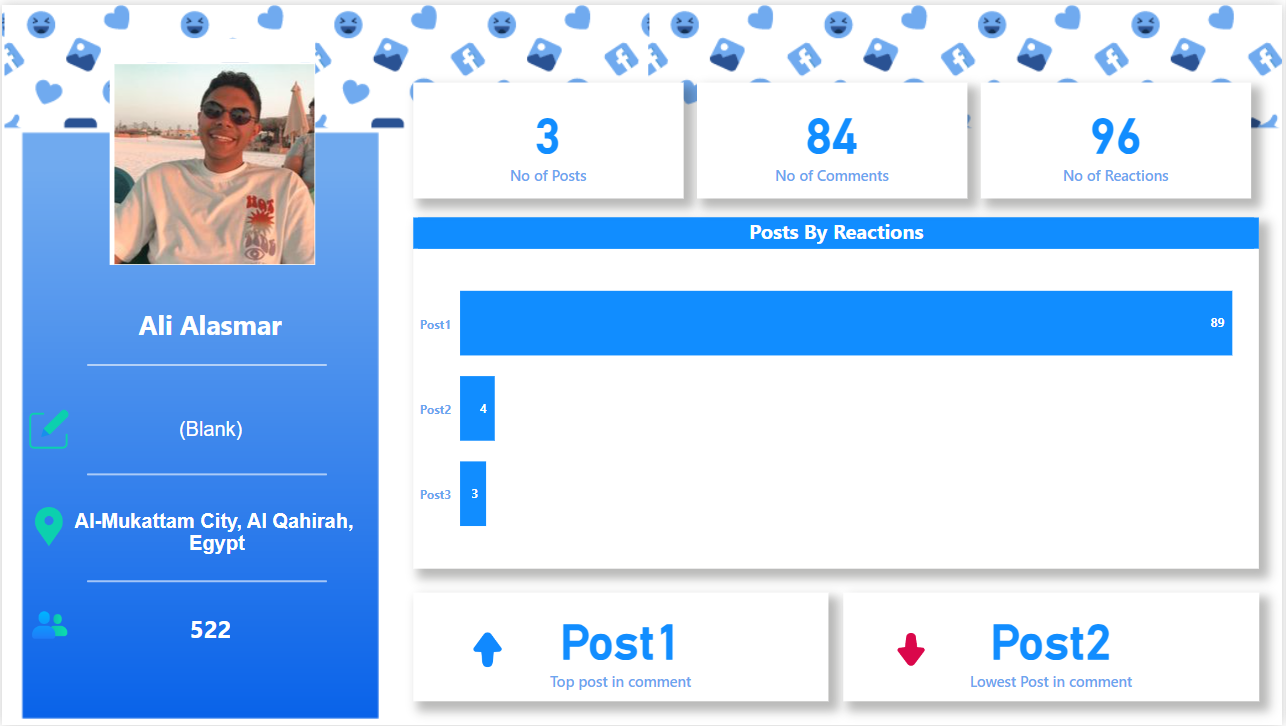 3
No of Posts
84
No of Comments
96
No of Reactions
Ali Alasmar
(Blank)
Al-Mukattam City, Al Qahirah,
Egypt
522
Posts By Reactions
Post1
89
Post2
4
Post3
3
Post1
Top post in comment
Post2
Lowest Post in comment